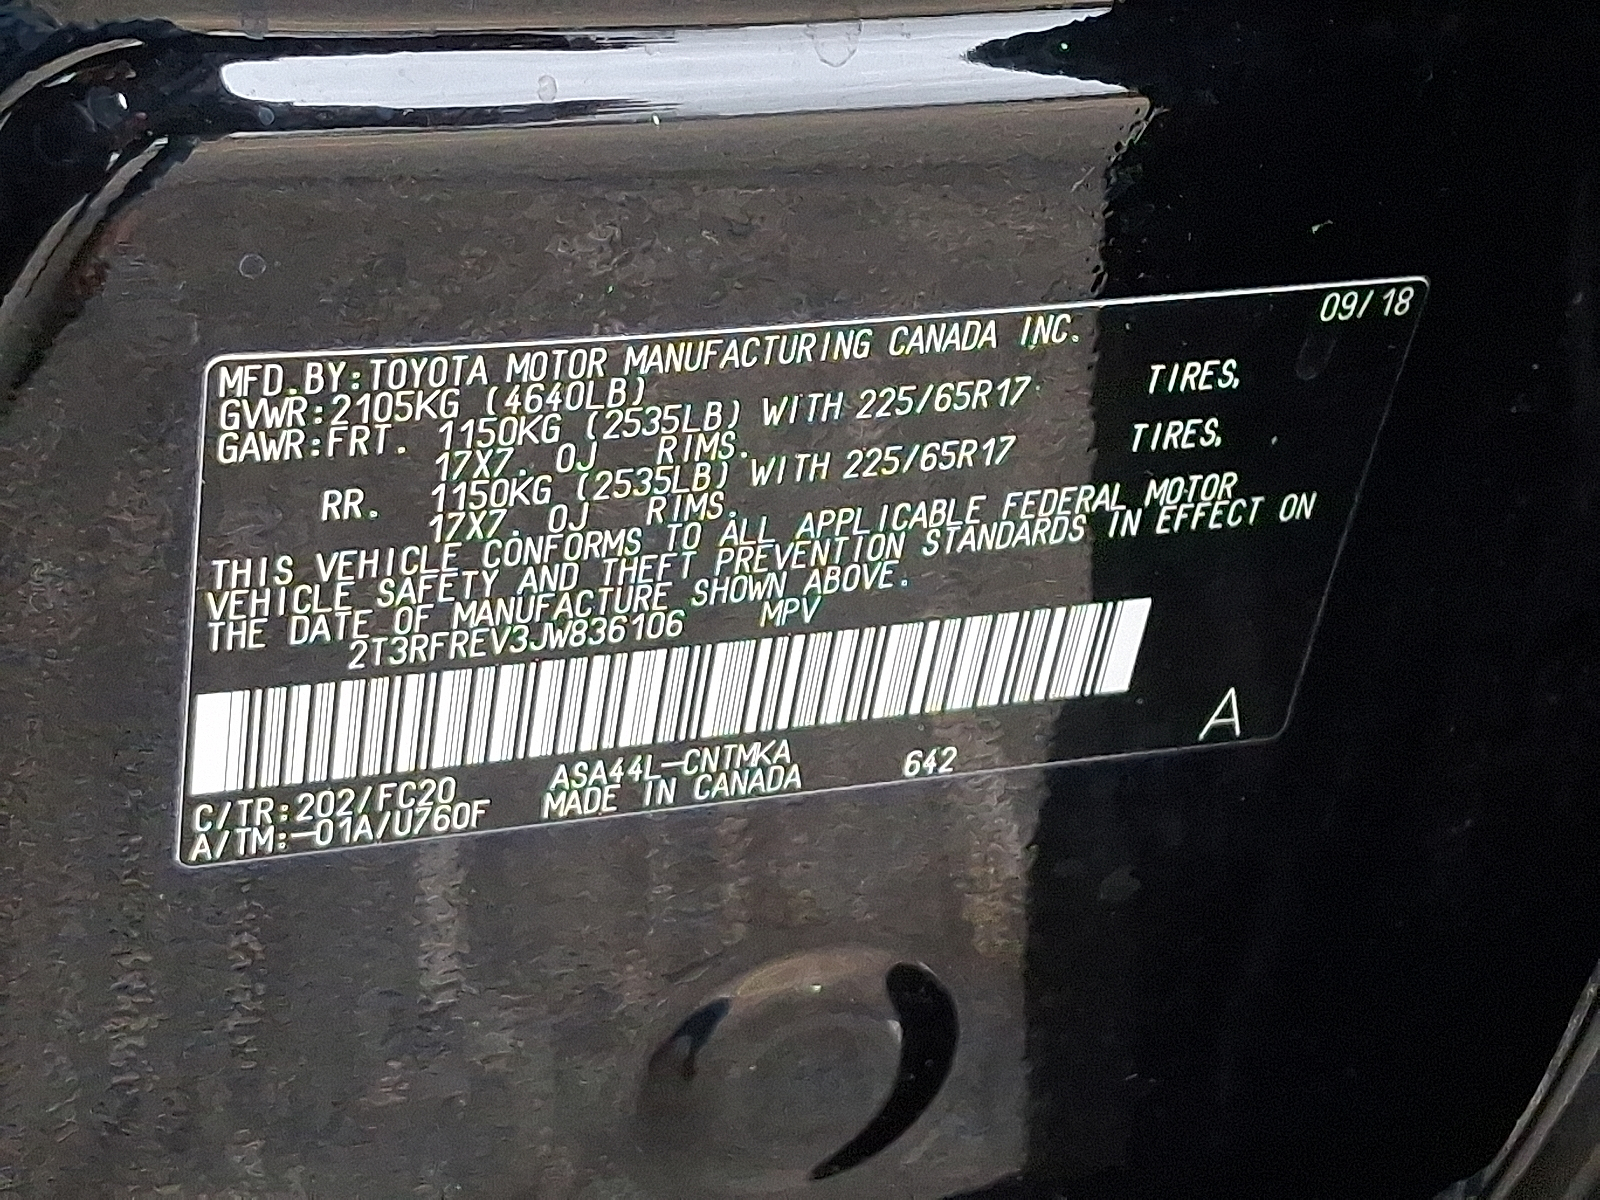 09/18
MFD.BY:TOYOTA MOTOR MANUFACTURING CANADA INC.
GVWR:2105KG (4640LB)
GAWR:FRT. 1150KG (2535LB) WITH 225/65R17 TIRES,
17X7. 0J RIMS.
RR. 1150KG (2535LB) WITH 225/65R17 TIRES,
17X7. 0J RIMS.
THIS VEHICLE CONFORMS TO ALL APPLICABLE FEDERAL MOTOR
VEHICLE SAFETY AND THEFT PREVENTION STANDARDS IN EFFECT ON
THE DATE OF MANUFACTURE SHOWN ABOVE.
2T3RFREV3JW836106 MPV
A
C/TR:202/FC20 ASA44L-CNTMKA 642
A/TM:-01A/U760F MADE IN CANADA